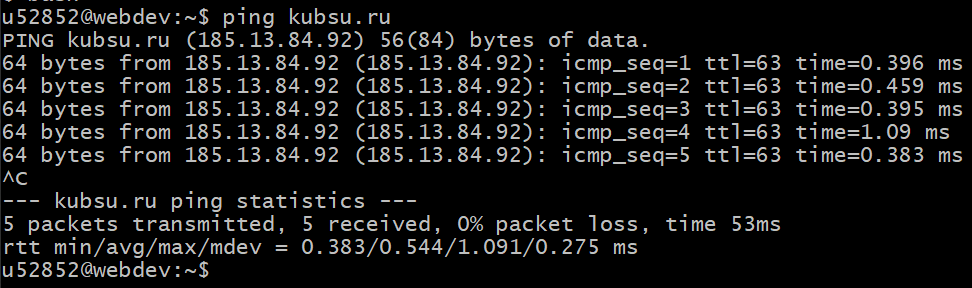 u52852@webdev:~$ ping kubsu.ru
PING kubsu.ru (185.13.84.92) 56(84) bytes of data.
64 bytes from 185.13.84.92 (185.13.84.92): icmp_seq=1 ttl=63 time=0.396 ms
64 bytes from 185.13.84.92 (185.13.84.92): icmp_seq=2 ttl=63 time=0.459 ms
64 bytes from 185.13.84.92 (185.13.84.92): icmp_seq=3 ttl=63 time=0.395 ms
64 bytes from 185.13.84.92 (185.13.84.92): icmp_seq=4 ttl=63 time=1.09 ms
64 bytes from 185.13.84.92 (185.13.84.92): icmp_seq=5 ttl=63 time=0.383 ms
^C
--- kubsu.ru ping statistics ---
5 packets transmitted, 5 received, 0% packet loss, time 53ms
rtt min/avg/max/mdev = 0.383/0.544/1.091/0.275 ms
u52852@webdev:~$